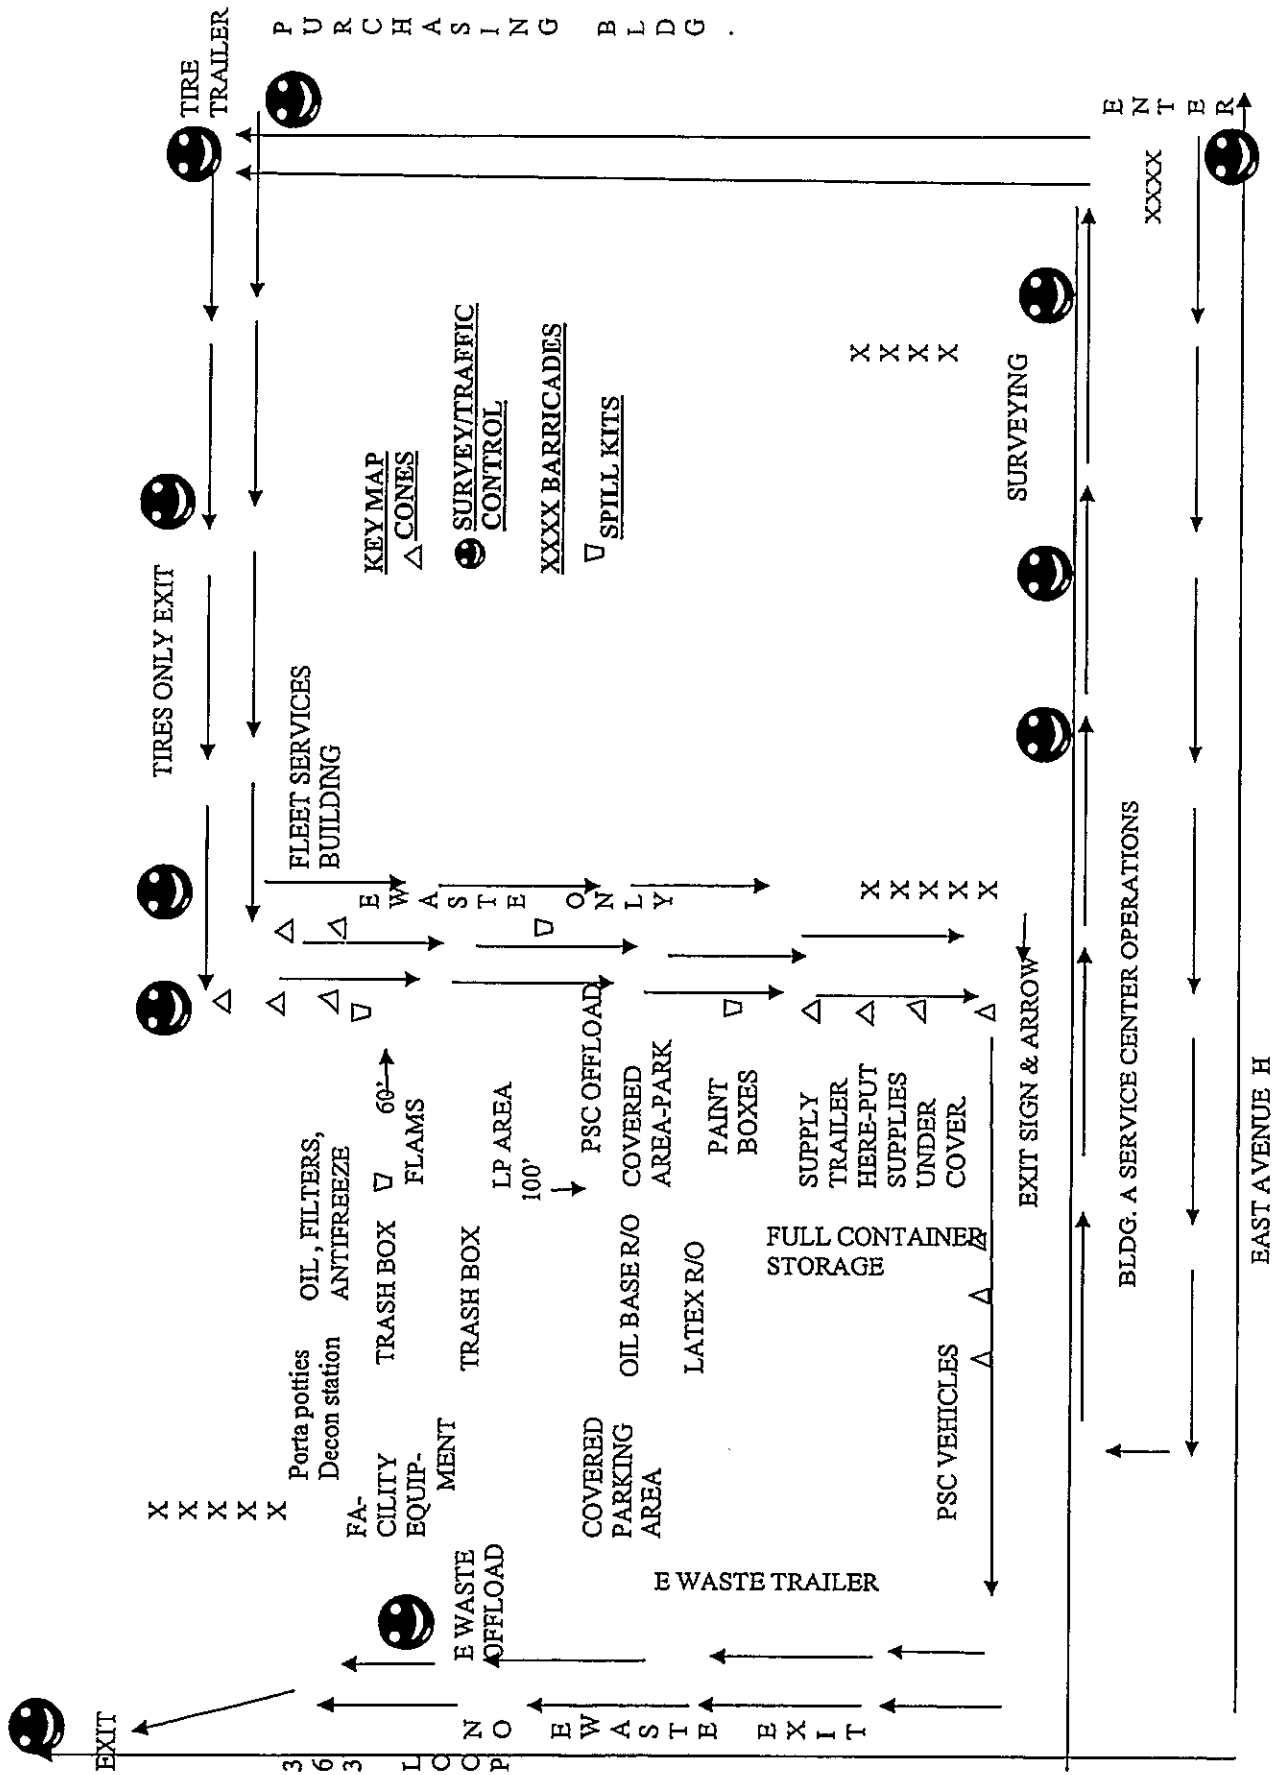 EXIT
TIRE
TRAILER
TIRES ONLY EXIT
XXXXX
363 LOOP
PURCHASING BLDG.
Porta potties
Decon station
OIL, FILTERS,
ANTIFREEZE
FLEET SERVICES
BUILDING
FA-
CILITY
EQUIP-
MENT
TRASH BOX
60'
FLAMS
EWASTE ONLY
KEY MAP
CONES
SURVEY/TRAFFIC
CONTROL
XXXX BARRICADES
SPILL KITS
E WASTE
OFFLOAD
TRASH BOX
LP AREA
100'
NO EWASTE EXIT
COVERED
PARKING
AREA
PSC OFFLOAD
OIL BASE R/O
COVERED
AREA-PARK
LATEX R/O
PAINT
BOXES
E WASTE TRAILER
FULL CONTAINER
STORAGE
SUPPLY
TRAILER
HERE-PUT
SUPPLIES
UNDER
COVER.
XXXXX
XXXX
PSC VEHICLES
EXIT SIGN & ARROW
SURVEYING
BLDG. A SERVICE CENTER OPERATIONS
XXXX
ENTER
EAST AVENUE H